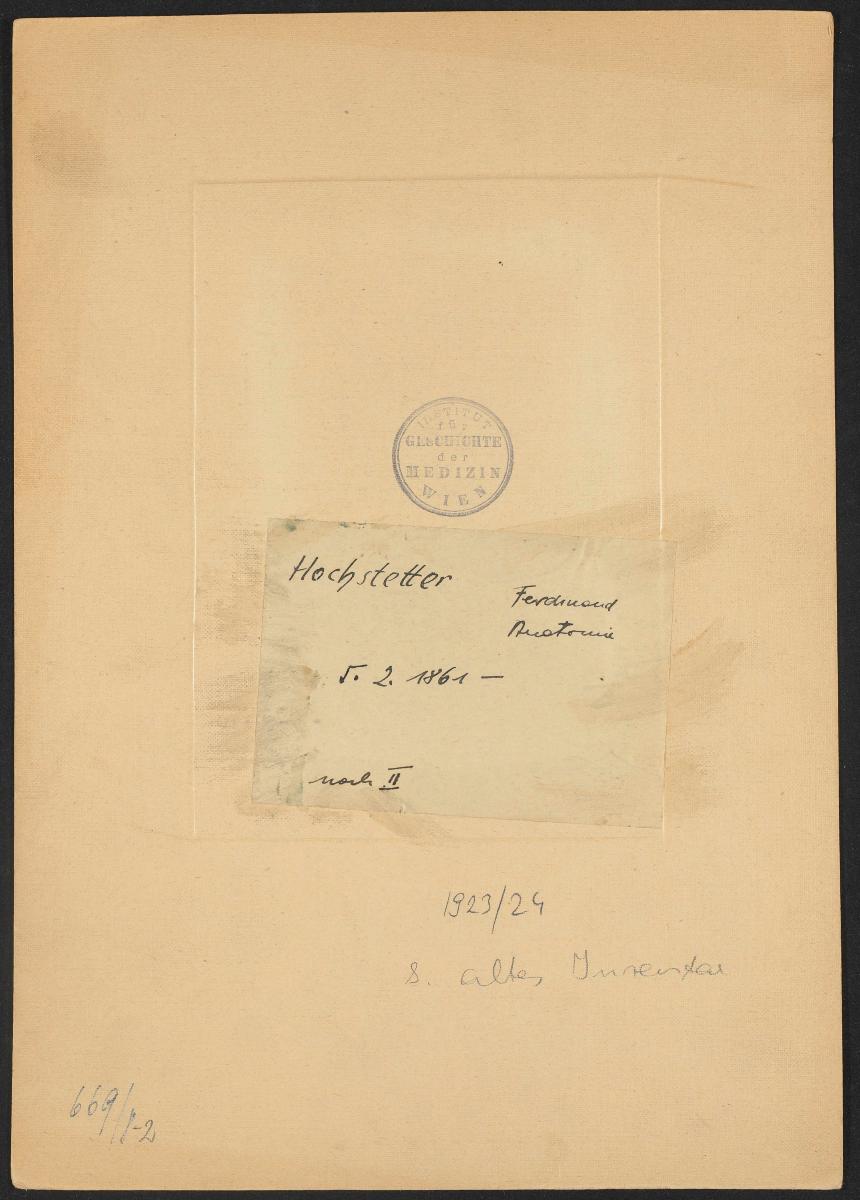 INSTITUT
für
GESCHICHTE
der
MEDIZIN
WIEN
Hochstetter
Ferdinand
Anatomie
5. 2. 1861 —
noch II
1923/24
s. altes Inventar
669/1-2